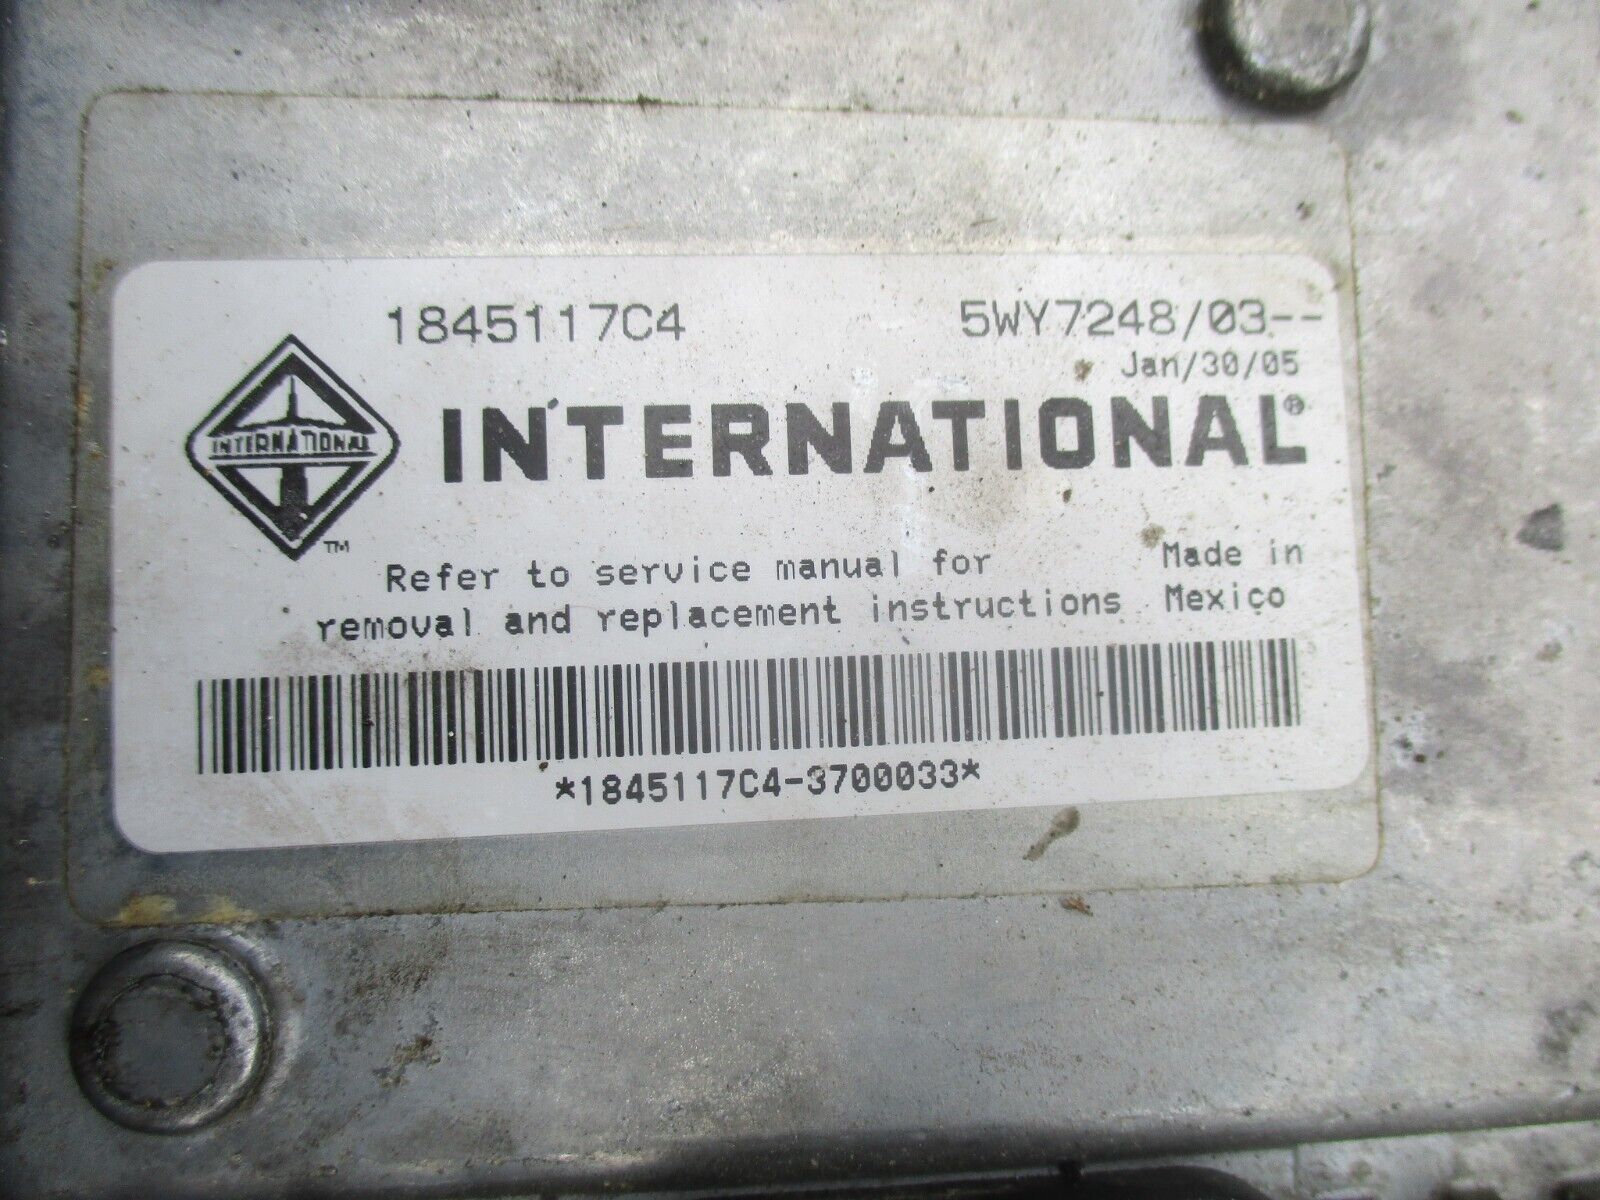 1845117C4 5WY7248/03--
Jan/30/05
INTERNATIONAL
INTERNATIONAL®
TM
Refer to service manual for Made in
removal and replacement instructions Mexico
*1845117C4-3700033*